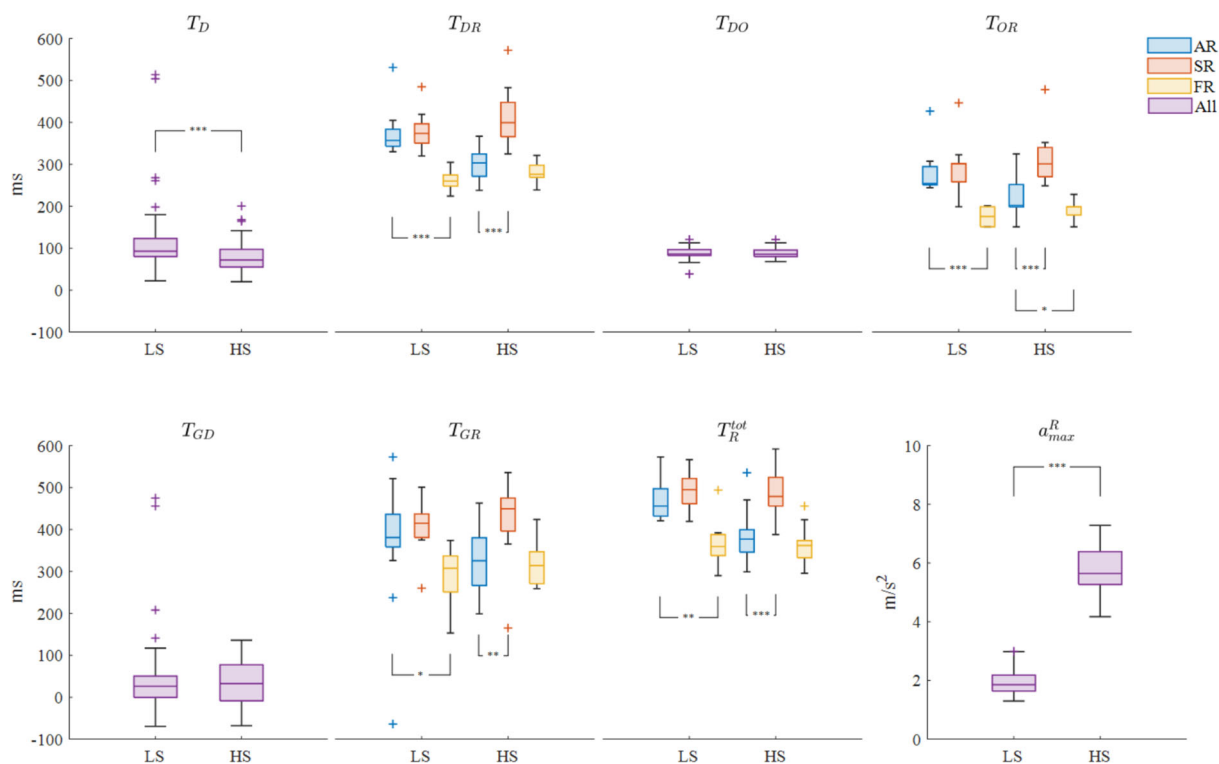 T_D T_DR T_DO T_OR
600
500
400
300
200
100
0
-100
ms
***
*** ***
*** ***
*
LS HS LS HS LS HS LS HS
AR
SR
FR
All
T_GD T_GR T_R^tot a_max^R
600
500
400
300
200
100
0
-100
ms
* **
** ***
10
8
6
4
2
0
m/s²
***
LS HS LS HS LS HS LS HS